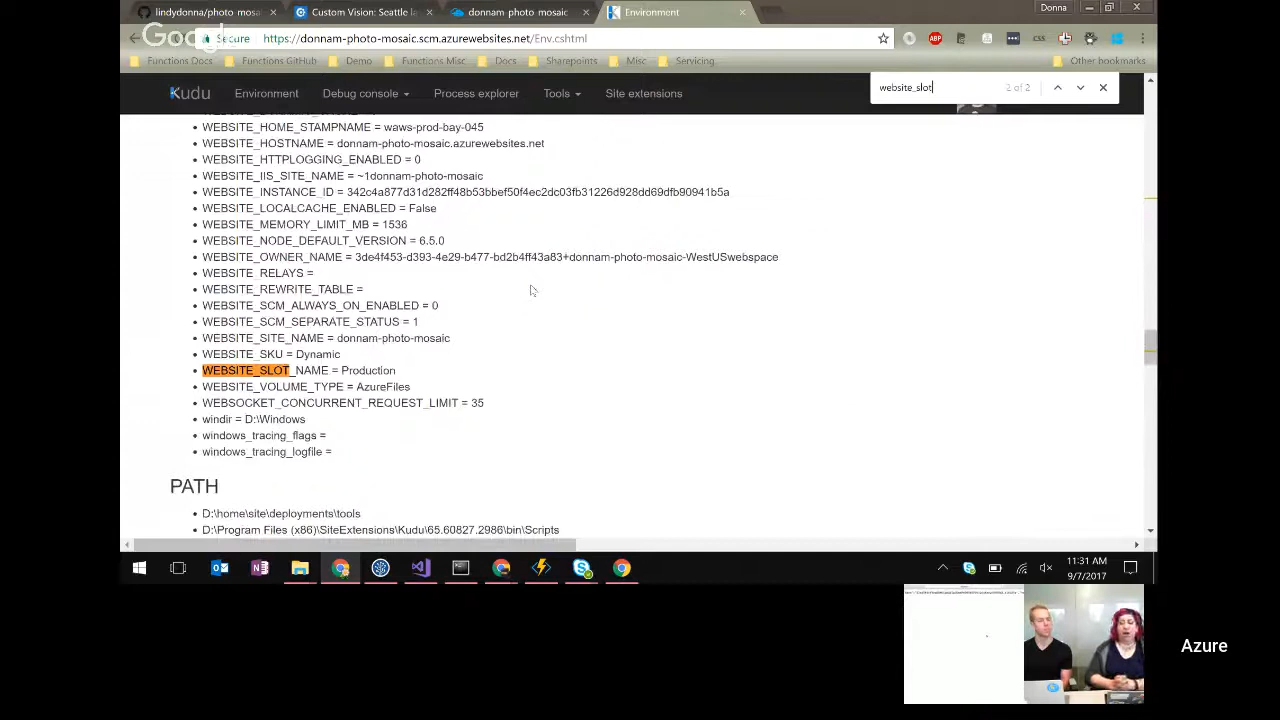 lindydonna/photo-mosa
Custom Vision: Seattle la
donnam-photo-mosaic
Environment
Donna
Secure
https://donnam-photo-mosaic.scm.azurewebsites.net/Env.cshtml
ABP
CSS
Functions Docs
Functions GitHub
Demo
Functions Misc
Docs
Sharepoints
Misc
Servicing
Other bookmarks
Kudu
Environment
Debug console
Process explorer
Tools
Site extensions
website_slot
2 of 2
WEBSITE_HOME_STAMPNAME = waws-prod-bay-045
WEBSITE_HOSTNAME = donnam-photo-mosaic.azurewebsites.net
WEBSITE_HTTPLOGGING_ENABLED = 0
WEBSITE_IIS_SITE_NAME = ~1donnam-photo-mosaic
WEBSITE_INSTANCE_ID = 342c4a877d31d282ff48b53bbef50f4ec2dc03fb31226d928dd69dfb90941b5a
WEBSITE_LOCALCACHE_ENABLED = False
WEBSITE_MEMORY_LIMIT_MB = 1536
WEBSITE_NODE_DEFAULT_VERSION = 6.5.0
WEBSITE_OWNER_NAME = 3de4f453-d393-4e29-b477-bd2b4ff43a83+donnam-photo-mosaic-WestUSwebspace
WEBSITE_RELAYS =
WEBSITE_REWRITE_TABLE =
WEBSITE_SCM_ALWAYS_ON_ENABLED = 0
WEBSITE_SCM_SEPARATE_STATUS = 1
WEBSITE_SITE_NAME = donnam-photo-mosaic
WEBSITE_SKU = Dynamic
WEBSITE_SLOT_NAME = Production
WEBSITE_VOLUME_TYPE = AzureFiles
WEBSOCKET_CONCURRENT_REQUEST_LIMIT = 35
windir = D:\Windows
windows_tracing_flags =
windows_tracing_logfile =
PATH
D:\home\site\deployments\tools
D:\Program Files (x86)\SiteExtensions\Kudu\65.60827.2986\bin\Scripts
11:31 AM
9/7/2017
Azure